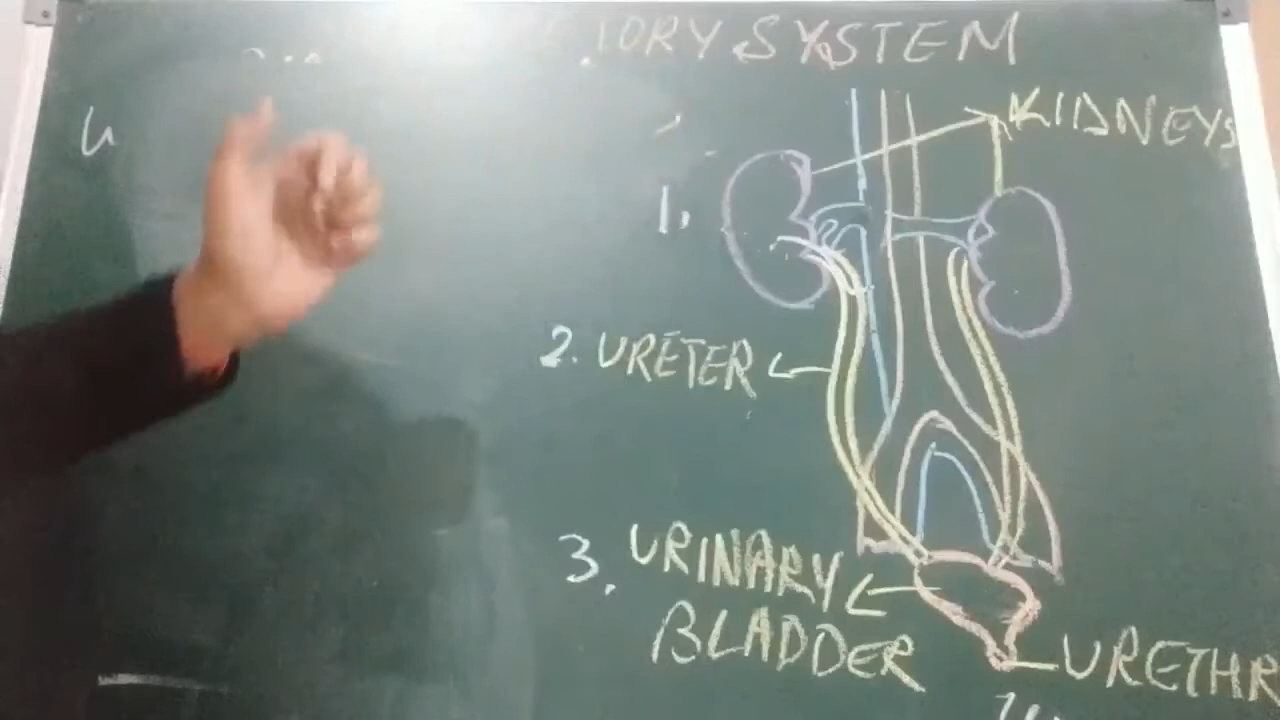 TORY SYSTEM
KIDNEYS
1.
2. URETER
3. URINARY
BLADDER
URETHR